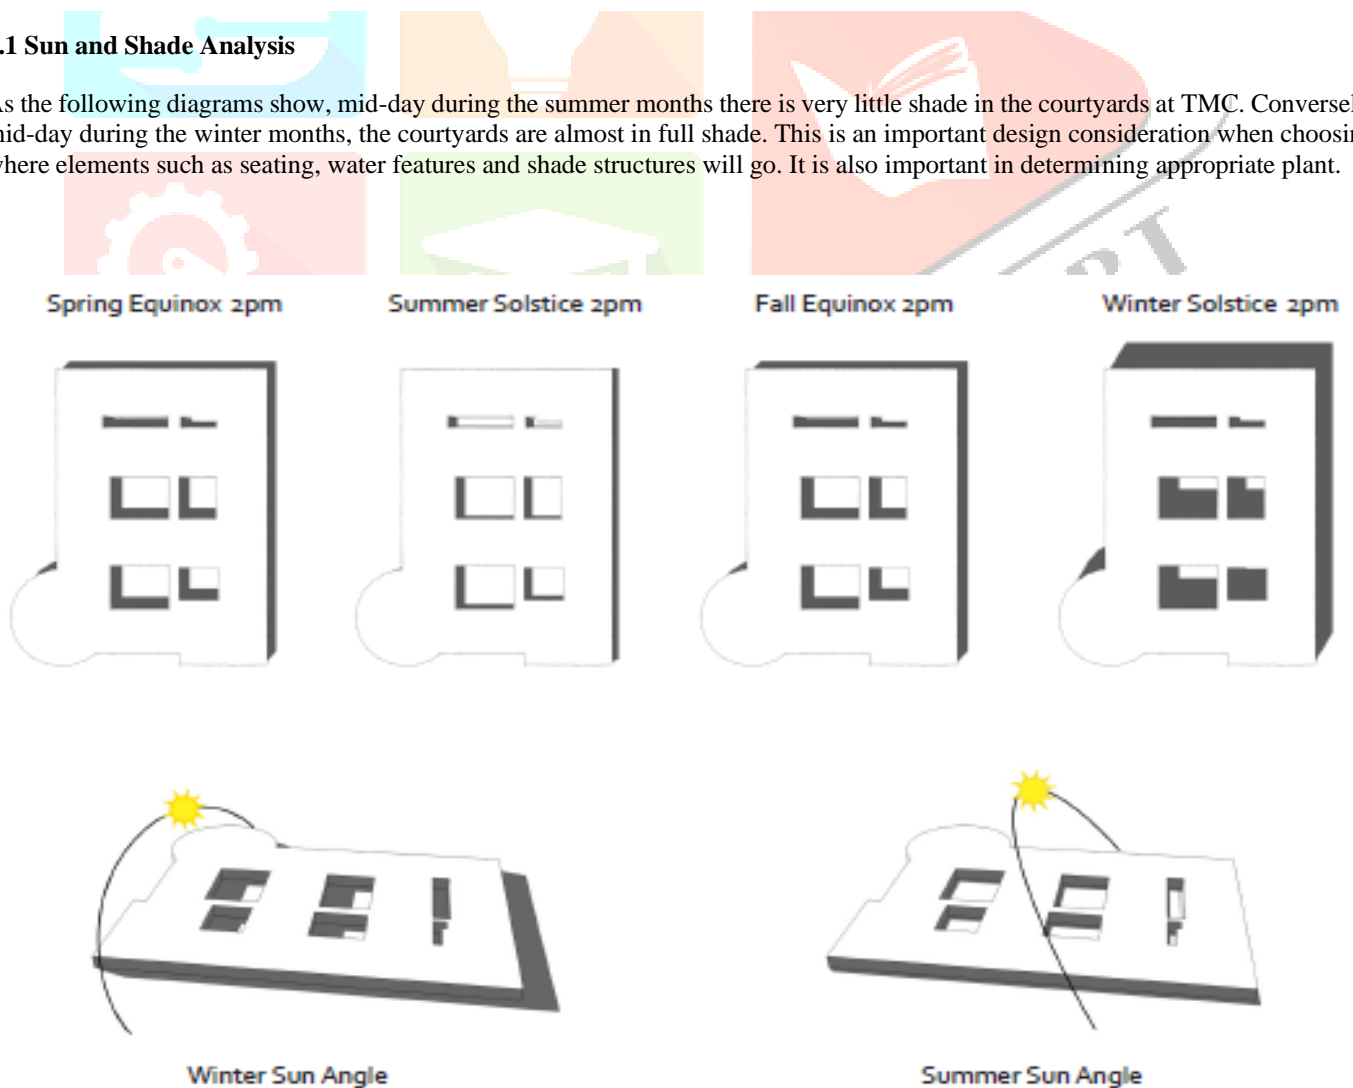 .1 Sun and Shade Analysis
As the following diagrams show, mid-day during the summer months there is very little shade in the courtyards at TMC. Conversel
mid-day during the winter months, the courtyards are almost in full shade. This is an important design consideration when choosin
where elements such as seating, water features and shade structures will go. It is also important in determining appropriate plant.
Spring Equinox 2pm
Summer Solstice 2pm
Fall Equinox 2pm
Winter Solstice 2pm
Winter Sun Angle
Summer Sun Angle